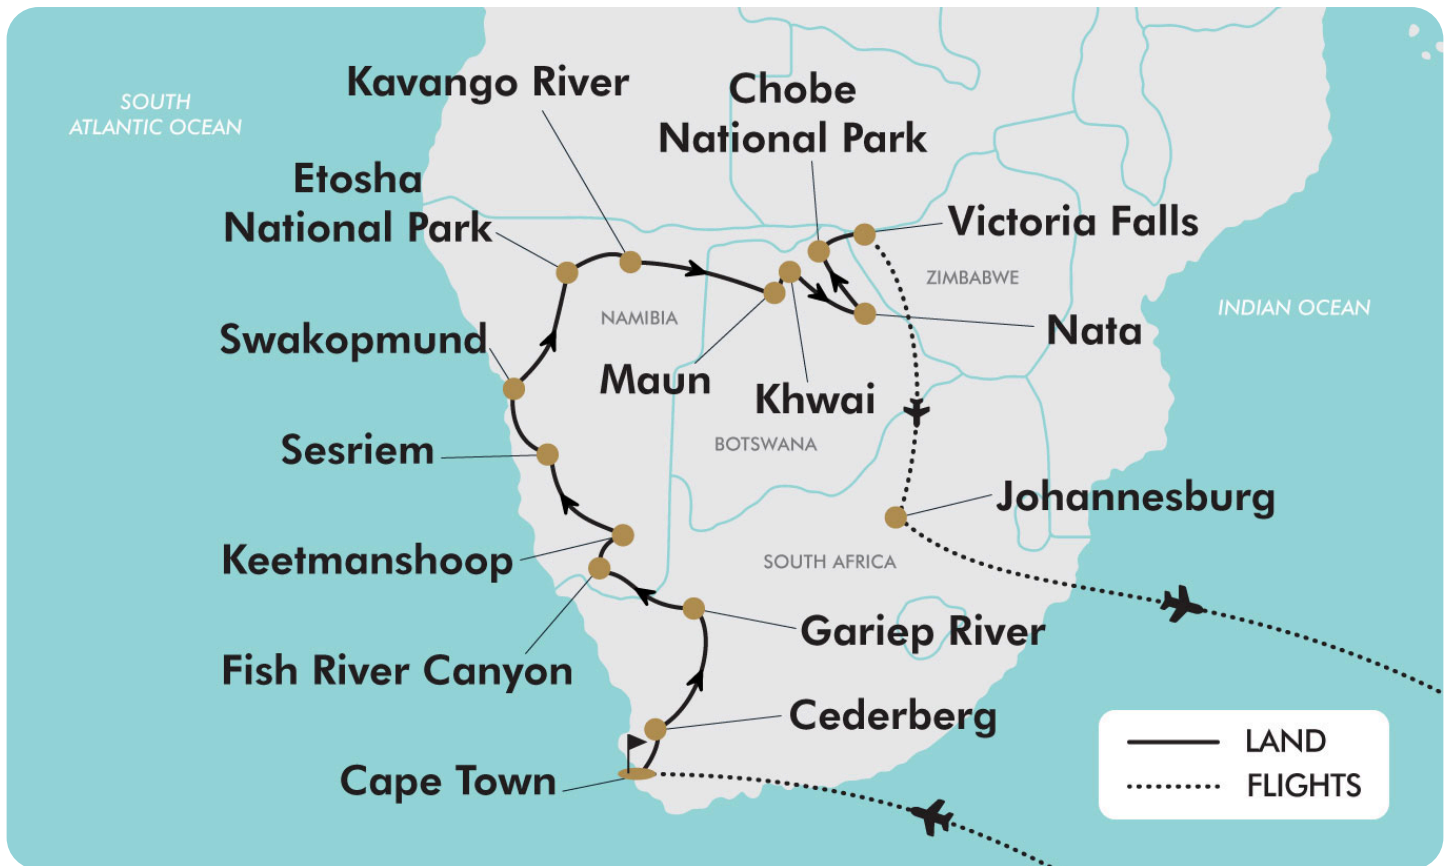 SOUTH
ATLANTIC OCEAN
Kavango River
Chobe
National Park
Etosha
National Park
Victoria Falls
ZIMBABWE
INDIAN OCEAN
NAMIBIA
Nata
Swakopmund
Maun
Khwai
BOTSWANA
Sesriem
Johannesburg
Keetmanshoop
SOUTH AFRICA
Gariep River
Fish River Canyon
Cederberg
Cape Town
LAND
FLIGHTS